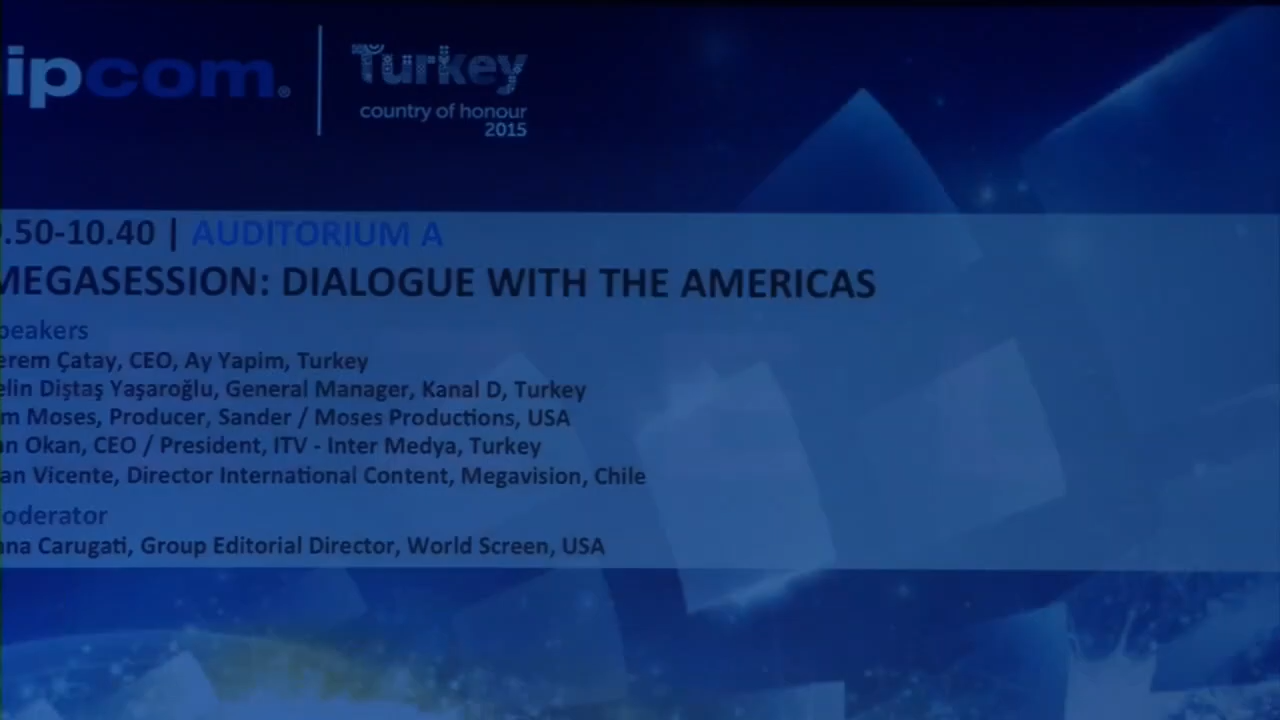 ipcom®
Turkey
country of honour
2015
.50-10.40 | AUDITORIUM A
MEGASESSION: DIALOGUE WITH THE AMERICAS
peakers
erem Çatay, CEO, Ay Yapim, Turkey
elin Diştaş Yaşaroğlu, General Manager, Kanal D, Turkey
m Moses, Producer, Sander / Moses Productions, USA
n Okan, CEO / President, ITV - Inter Medya, Turkey
an Vicente, Director International Content, Megavision, Chile
oderator
na Carugati, Group Editorial Director, World Screen, USA